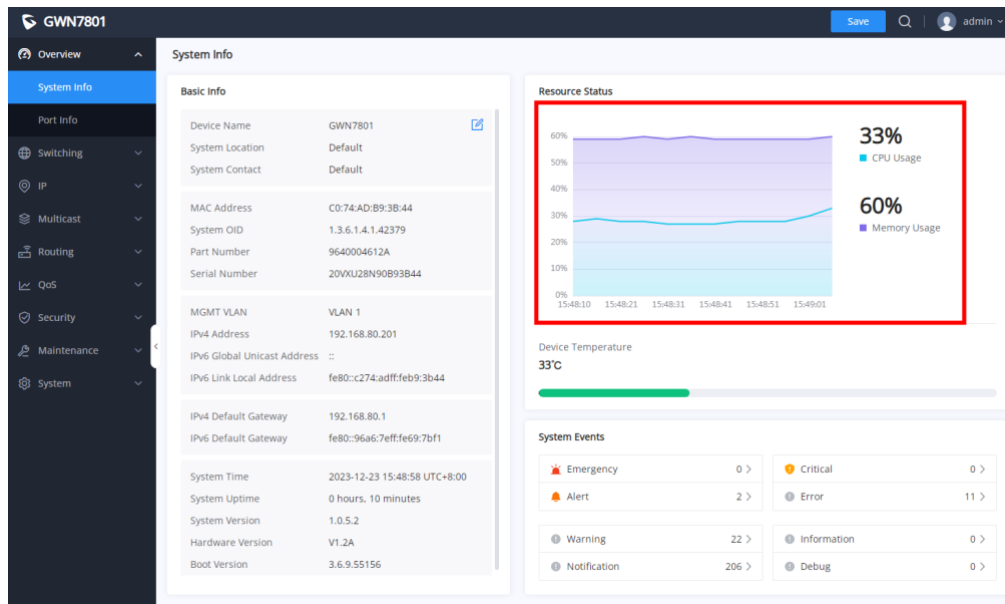 GWN7801
Save
admin
Overview
System Info
Port Info
Switching
IP
Multicast
Routing
QoS
Security
Maintenance
System
System Info
Basic Info
Device Name GWN7801
System Location Default
System Contact Default
MAC Address C0:74:AD:B9:3B:44
System OID 1.3.6.1.4.1.42379
Part Number 9640004612A
Serial Number 20VXU28N90B93B44
MGMT VLAN VLAN 1
IPv4 Address 192.168.80.201
IPv6 Global Unicast Address ::
IPv6 Link Local Address fe80::c274:adff:feb9:3b44
IPv4 Default Gateway 192.168.80.1
IPv6 Default Gateway fe80::96a6:7eff:fe69:7bf1
System Time 2023-12-23 15:48:58 UTC+8:00
System Uptime 0 hours, 10 minutes
System Version 1.0.5.2
Hardware Version V1.2A
Boot Version 3.6.9.55156
Resource Status
60%
50%
40%
30%
20%
10%
0%
15:48:10 15:48:21 15:48:31 15:48:41 15:48:51 15:49:01
33%
CPU Usage
60%
Memory Usage
Device Temperature
33°C
System Events
Emergency 0 >
Critical 0 >
Alert 2 >
Error 11 >
Warning 22 >
Information 0 >
Notification 206 >
Debug 0 >